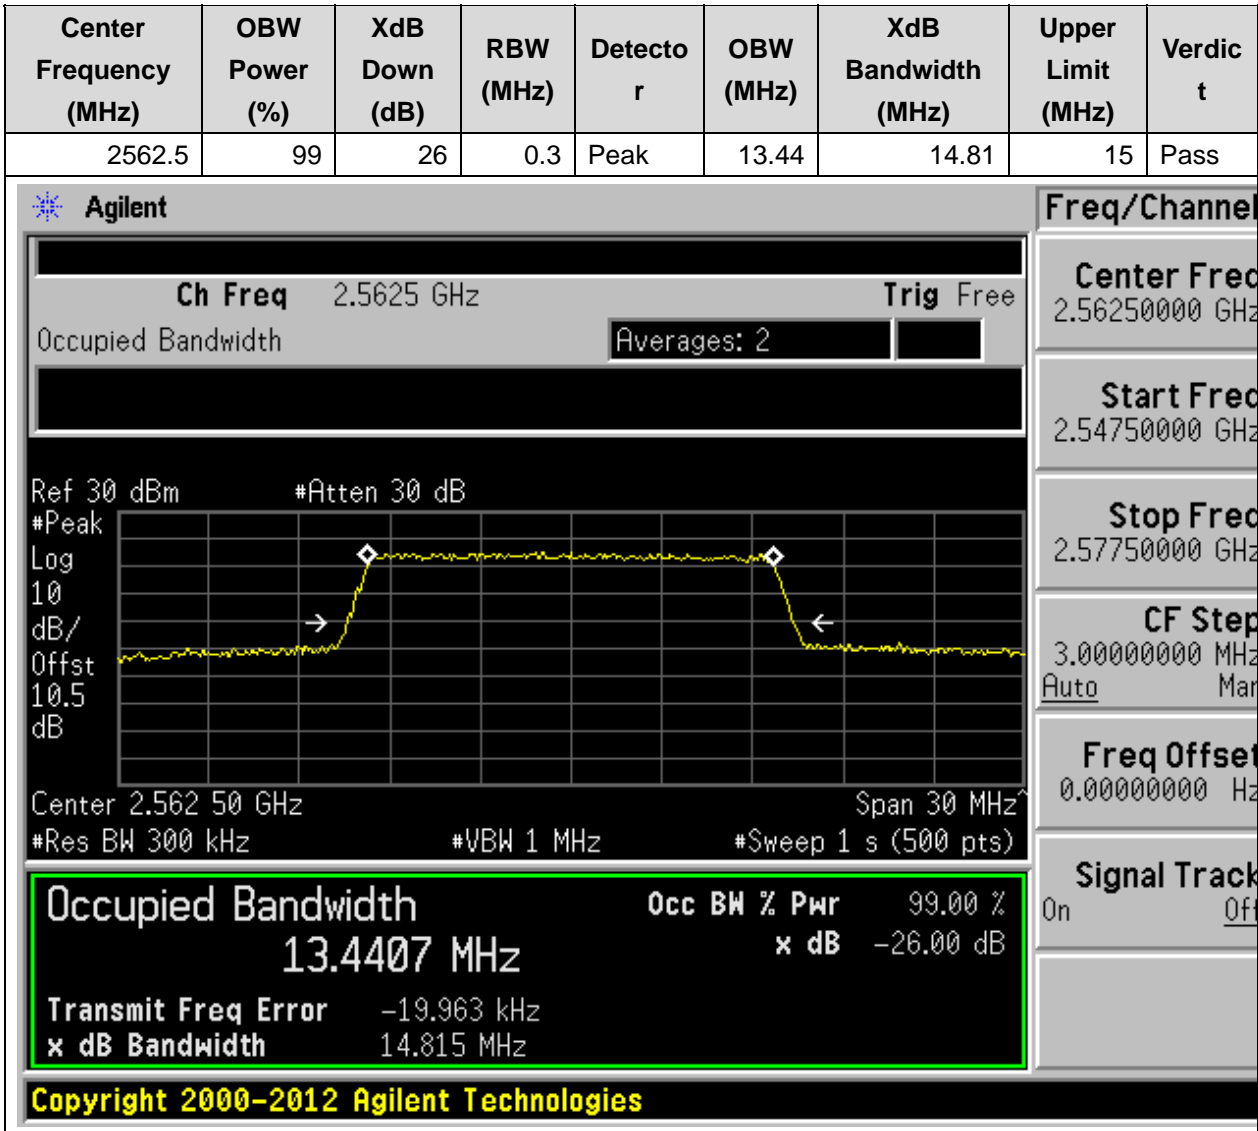 Center Frequency (MHz) OBW Power (%) XdB Down (dB) RBW (MHz) Detector OBW (MHz) XdB Bandwidth (MHz) Upper Limit (MHz) Verdict
2562.5 99 26 0.3 Peak 13.44 14.81 15 Pass
Agilent
Freq/Channel
Ch Freq 2.5625 GHz Trig Free
Occupied Bandwidth Averages: 2
Center Freq
2.56250000 GHz
Start Freq
2.54750000 GHz
Stop Freq
2.57750000 GHz
CF Step
3.00000000 MHz
Auto Man
Freq Offset
0.00000000 Hz
Signal Track
On Off
Ref 30 dBm #Atten 30 dB
#Peak
Log
10
dB/
Offst
10.5
dB
Center 2.562 50 GHz Span 30 MHz^
#Res BW 300 kHz #VBW 1 MHz #Sweep 1 s (500 pts)
Occupied Bandwidth Occ BW % Pwr 99.00 %
13.4407 MHz x dB -26.00 dB
Transmit Freq Error -19.963 kHz
x dB Bandwidth 14.815 MHz
Copyright 2000-2012 Agilent Technologies